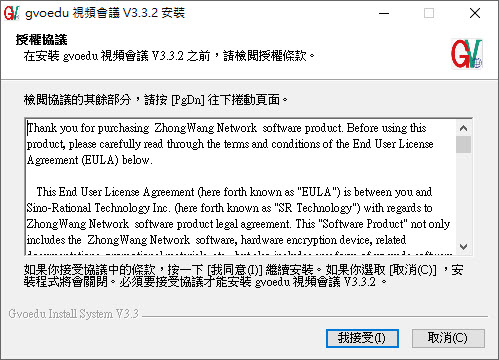 gvoedu 視頻會議 V3.3.2 安裝
授權協議
在安裝 gvoedu 視頻會議 V3.3.2 之前，請檢閱授權條款。
GV
檢閱協議的其餘部分，請按 [PgDn] 往下捲動頁面。
Thank you for purchasing ZhongWang Network software product. Before using this
product, please carefully read through the terms and conditions of the End User License
Agreement (EULA) below.
This End User License Agreement (here forth known as "EULA") is between you and
Sino-Rational Technology Inc. (here forth known as "SR Technology") with regards to
ZhongWang Network software product legal agreement. This "Software Product" not only
includes the ZhongWang Network software, hardware encryption device, related
如果你接受協議中的條款，按一下 [我同意(I)] 繼續安裝。如果你選取 [取消(C)] ，安
裝程式將會關閉。必須要接受協議才能安裝 gvoedu 視頻會議 V3.3.2 。
Gvoedu Install System V3.3
我接受(I)
取消(C)